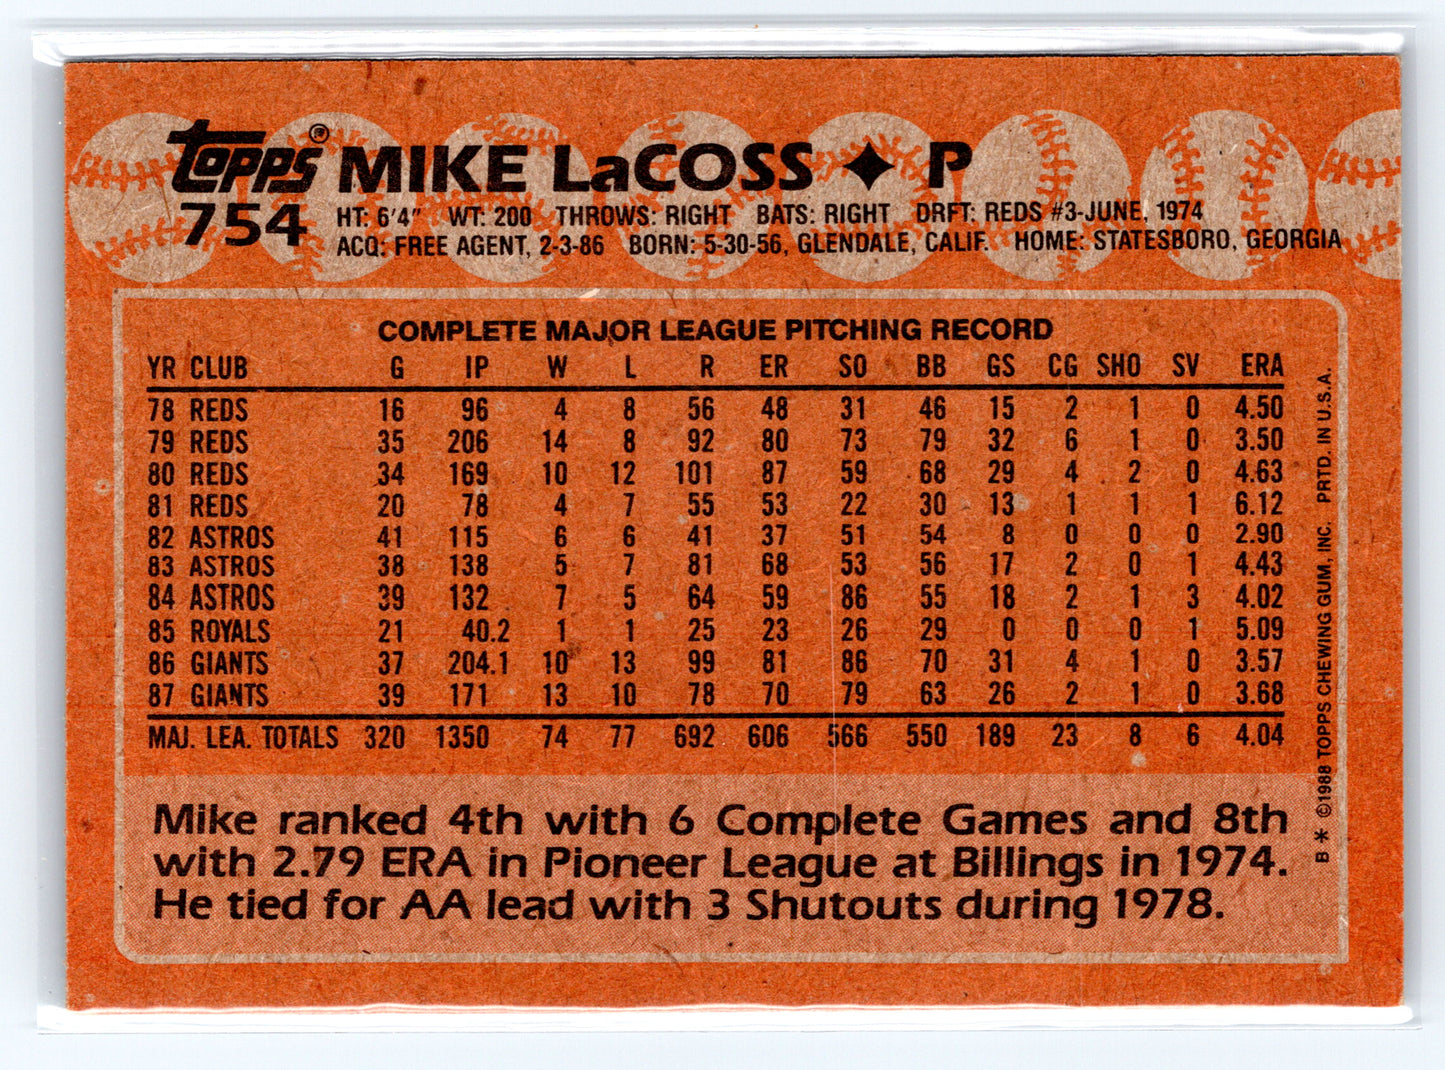 topps® MIKE LaCOSS ✦ P
754 HT: 6'4" WT: 200 THROWS: RIGHT BATS: RIGHT DRFT: REDS #3-JUNE, 1974
ACQ: FREE AGENT, 2-3-86 BORN: 5-30-56, GLENDALE, CALIF. HOME: STATESBORO, GEORGIA
COMPLETE MAJOR LEAGUE PITCHING RECORD
YR CLUB G IP W L R ER SO BB GS CG SHO SV ERA
78 REDS 16 96 4 8 56 48 31 46 15 2 1 0 4.50
79 REDS 35 206 14 8 92 80 73 79 32 6 1 0 3.50
80 REDS 34 169 10 12 101 87 59 68 29 4 2 0 4.63
81 REDS 20 78 4 7 55 53 22 30 13 1 1 1 6.12
82 ASTROS 41 115 6 6 41 37 51 54 8 0 0 0 2.90
83 ASTROS 38 138 5 7 81 68 53 56 17 2 0 1 4.43
84 ASTROS 39 132 7 5 64 59 86 55 18 2 1 3 4.02
85 ROYALS 21 40.2 1 1 25 23 26 29 0 0 0 1 5.09
86 GIANTS 37 204.1 10 13 99 81 86 70 31 4 1 0 3.57
87 GIANTS 39 171 13 10 78 70 79 63 26 2 1 0 3.68
MAJ. LEA. TOTALS 320 1350 74 77 692 606 566 550 189 23 8 6 4.04
Mike ranked 4th with 6 Complete Games and 8th
with 2.79 ERA in Pioneer League at Billings in 1974.
He tied for AA lead with 3 Shutouts during 1978.
B * ©1988 TOPPS CHEWING GUM, INC. PRTD. IN U.S.A.